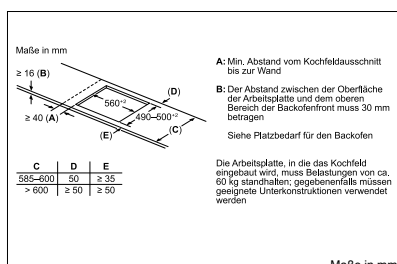 Maße in mm
≥ 16 (B)
560⁺²
(D)
490–500⁺²
≥ 40 (A)
(E)
(C)
C D E
585–600 50 ≥ 35
> 600 ≥ 50 ≥ 50
A: Min. Abstand vom Kochfeldausschnitt
bis zur Wand
B: Der Abstand zwischen der Oberfläche
der Arbeitsplatte und dem oberen
Bereich der Backofenfront muss 30 mm
betragen
Siehe Platzbedarf für den Backofen
Die Arbeitsplatte, in die das Kochfeld
eingebaut wird, muss Belastungen von ca.
60 kg standhalten; gegebenenfalls müssen
geeignete Unterkonstruktionen verwendet
werden
Maße in mm